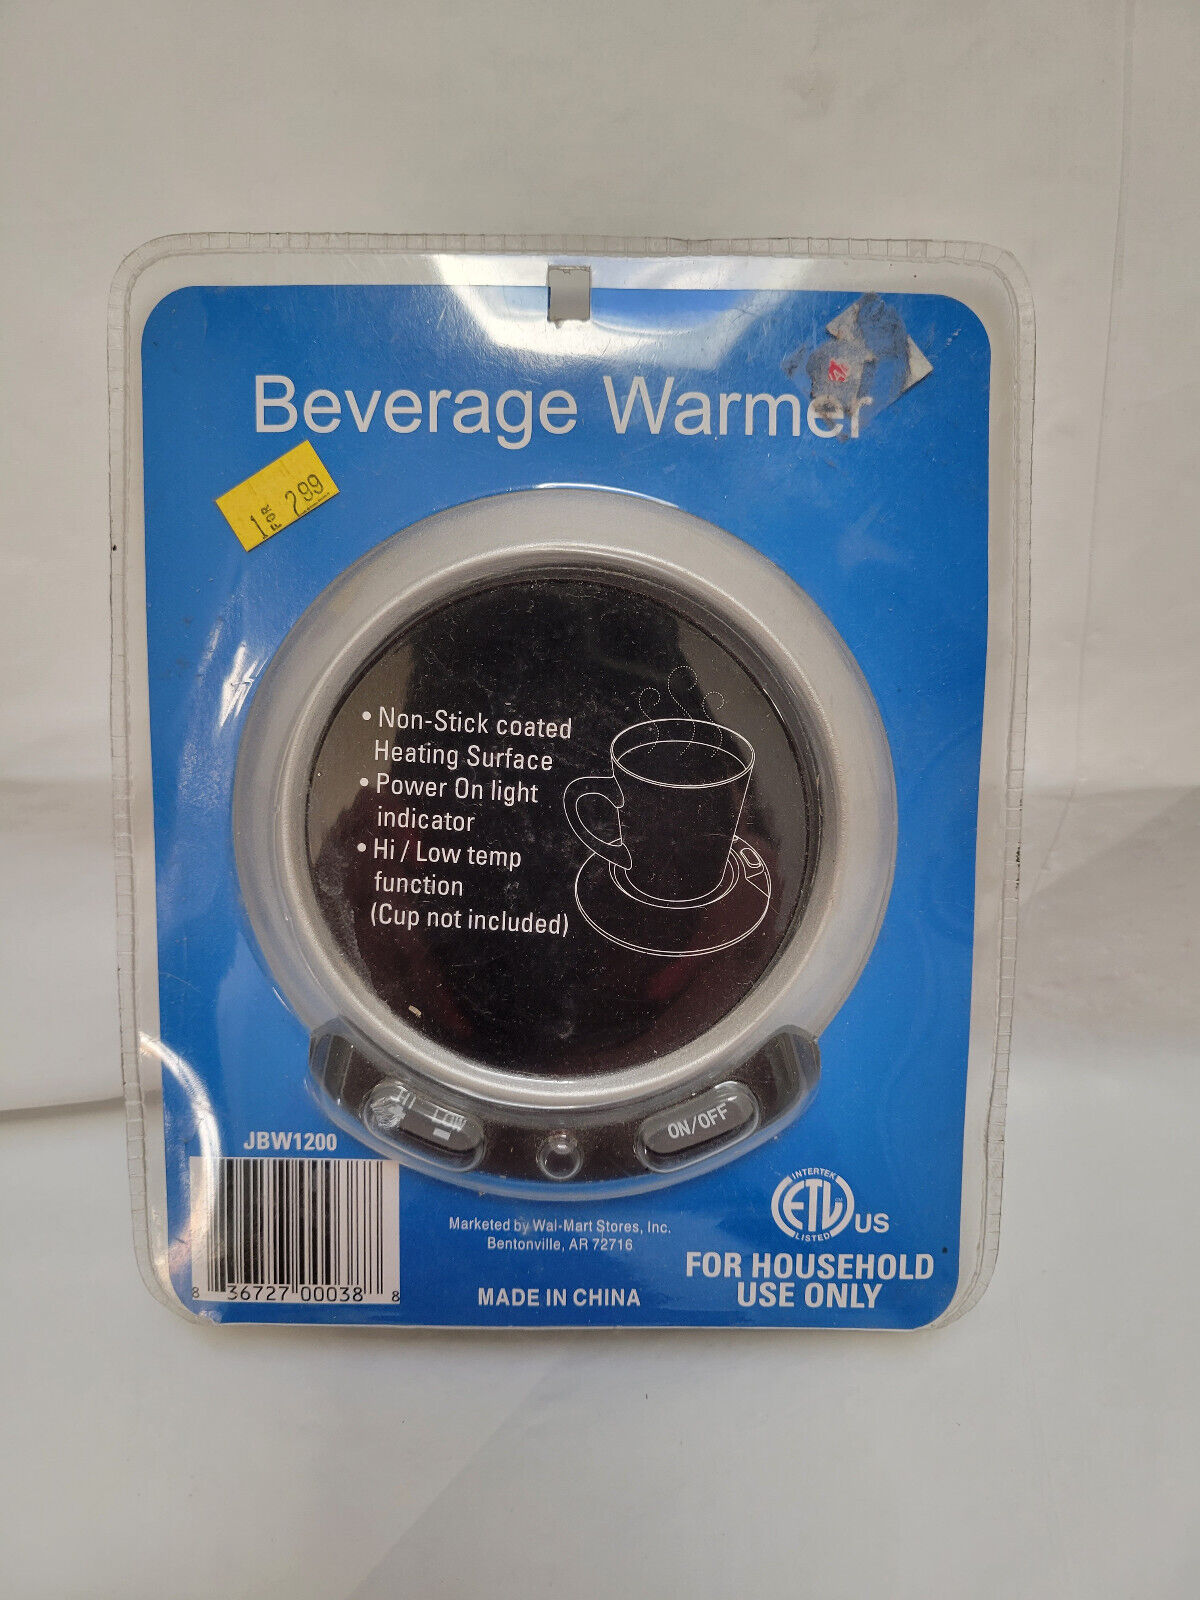 Beverage Warmer
1 FOR 2.99
• Non-Stick coated
Heating Surface
• Power On light
indicator
• Hi / Low temp
function
(Cup not included)
HI LOW
ON/OFF
JBW1200
8 36727 00038 8
Marketed by Wal-Mart Stores, Inc.
Bentonville, AR 72716
MADE IN CHINA
INTERTEK
ETL
LISTED
US
FOR HOUSEHOLD
USE ONLY